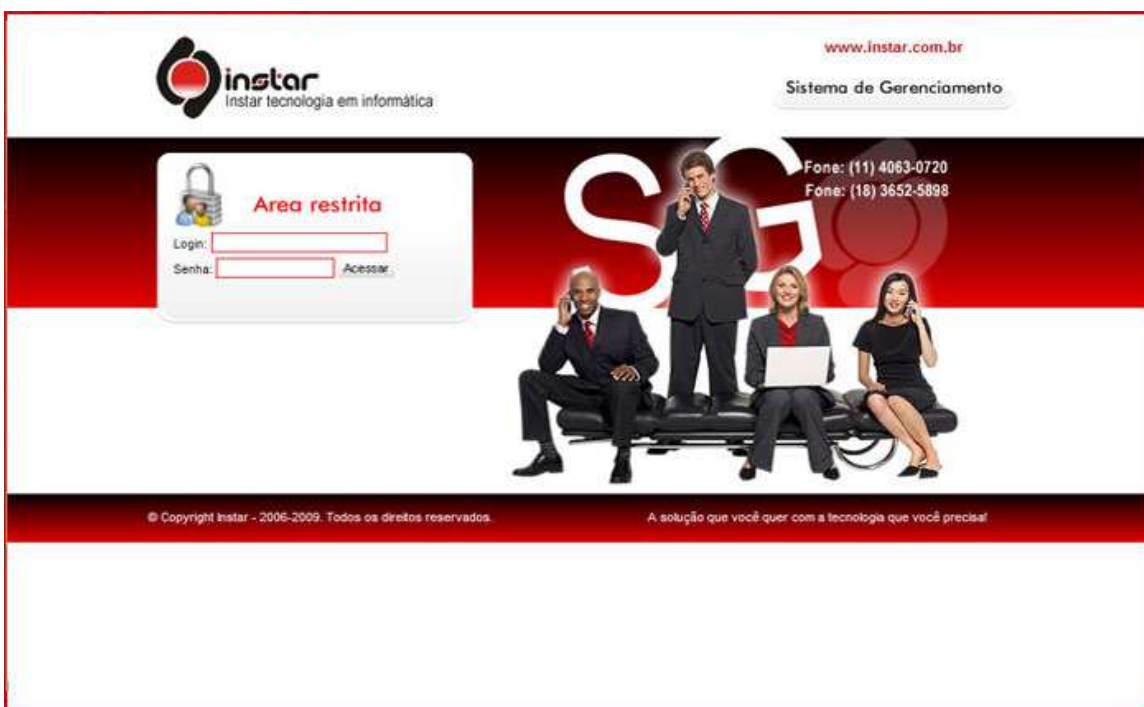 www.instar.com.br
instar
Instar tecnologia em informática
Sistema de Gerenciamento
SG
Fone: (11) 4063-0720
Fone: (18) 3652-5898
Area restrita
Login:
Senha:
Acessar
© Copyright Instar - 2006-2009. Todos os direitos reservados.
A solução que você quer com a tecnologia que você precisa!